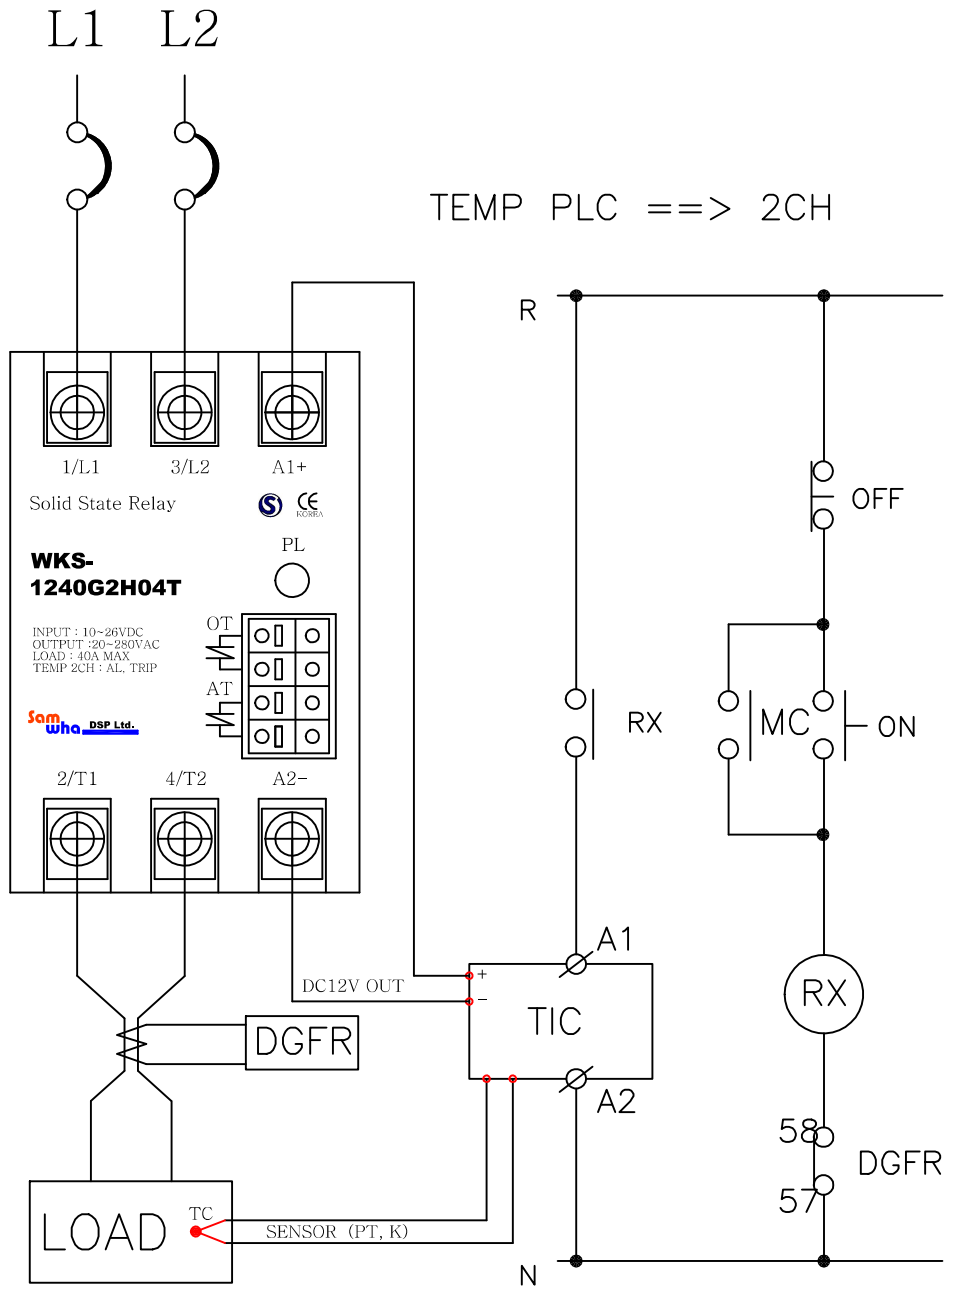 L1 L2
TEMP PLC ==> 2CH
R
1/L1 3/L2 A1+
Solid State Relay
S CE
KOREA
OFF
PL
WKS-
1240G2H04T
OT
INPUT : 10~26VDC
OUTPUT :20~280VAC
LOAD : 40A MAX
TEMP 2CH : AL, TRIP
AT
Samwha DSP Ltd.
RX MC ON
2/T1 4/T2 A2-
A1
+
DC12V OUT
-
TIC
RX
DGFR
A2
58
DGFR
57
TC
LOAD
SENSOR (PT, K)
N